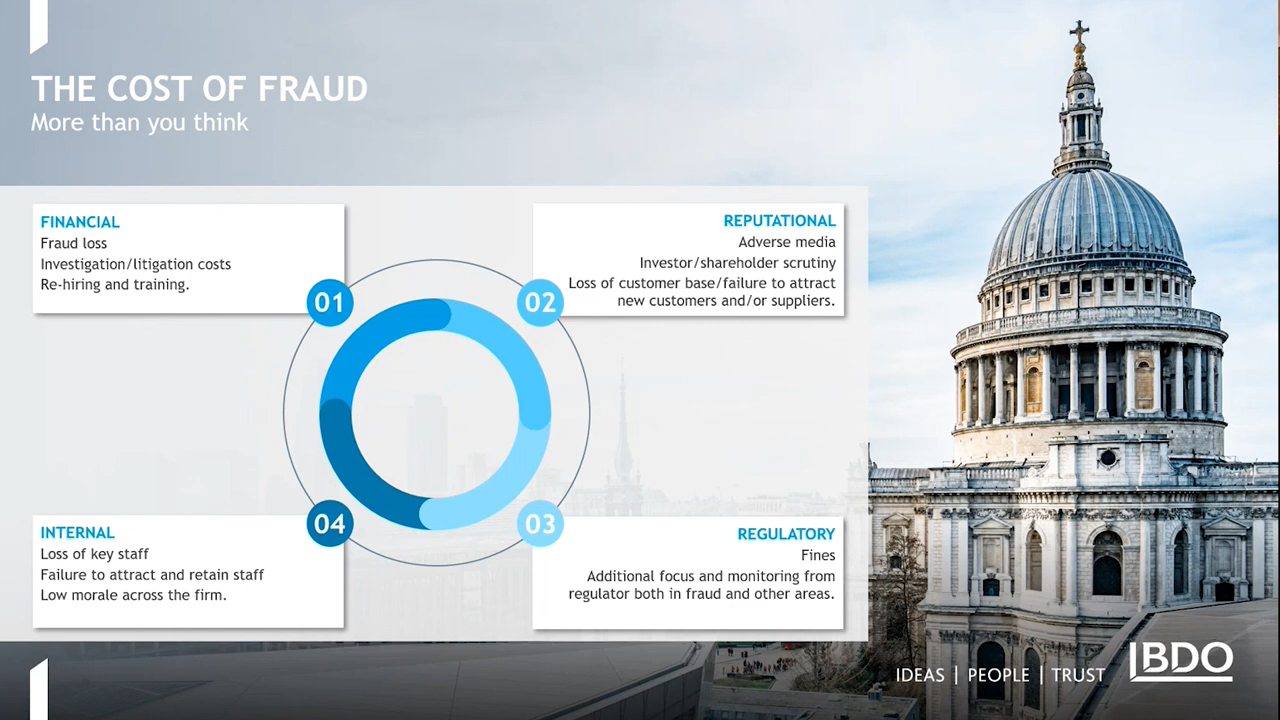 THE COST OF FRAUD
More than you think
FINANCIAL
Fraud loss
Investigation/litigation costs
Re-hiring and training.
01
REPUTATIONAL
Adverse media
Investor/shareholder scrutiny
Loss of customer base/failure to attract
new customers and/or suppliers.
02
REGULATORY
Fines
Additional focus and monitoring from
regulator both in fraud and other areas.
03
INTERNAL
Loss of key staff
Failure to attract and retain staff
Low morale across the firm.
04
IDEAS | PEOPLE | TRUST
BDO